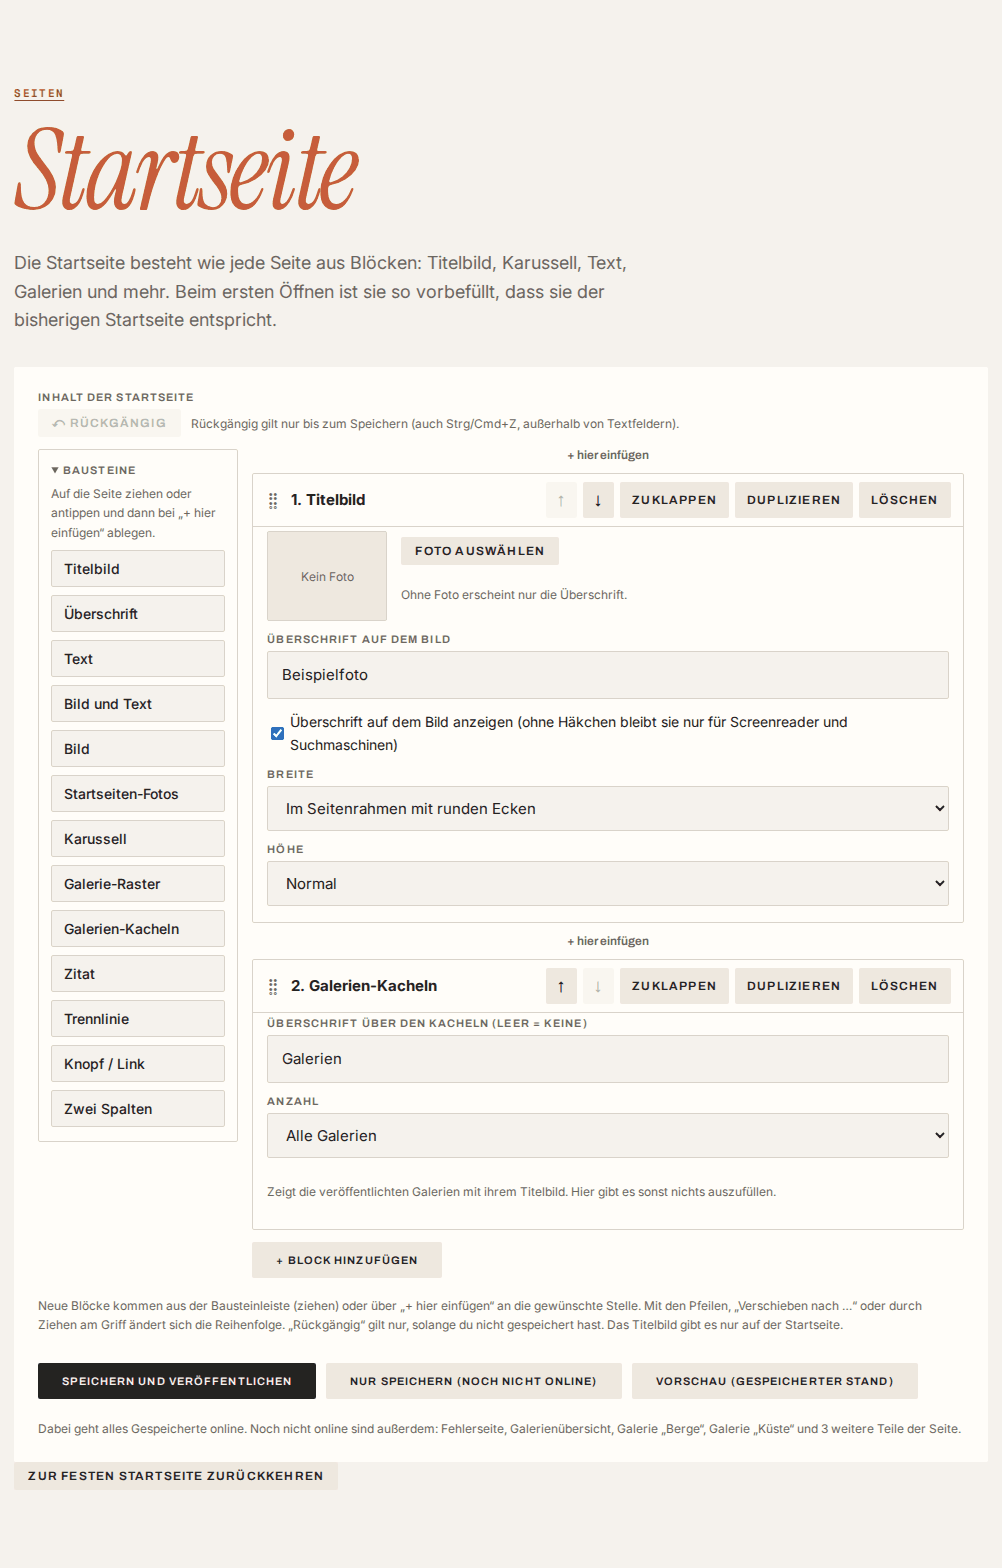 SEITEN
Startseite
Die Startseite besteht wie jede Seite aus Blöcken: Titelbild, Karussell, Text,
Galerien und mehr. Beim ersten Öffnen ist sie so vorbefüllt, dass sie der
bisherigen Startseite entspricht.
INHALT DER STARTSEITE
↶ RÜCKGÄNGIG Rückgängig gilt nur bis zum Speichern (auch Strg/Cmd+Z, außerhalb von Textfeldern).
▼ BAUSTEINE
Auf die Seite ziehen oder
antippen und dann bei „+ hier
einfügen“ ablegen.
Titelbild
Überschrift
Text
Bild und Text
Bild
Startseiten-Fotos
Karussell
Galerie-Raster
Galerien-Kacheln
Zitat
Trennlinie
Knopf / Link
Zwei Spalten
+ hier einfügen
1. Titelbild ↑ ↓ ZUKLAPPEN DUPLIZIEREN LÖSCHEN
Kein Foto
FOTO AUSWÄHLEN
Ohne Foto erscheint nur die Überschrift.
ÜBERSCHRIFT AUF DEM BILD
Beispielfoto
Überschrift auf dem Bild anzeigen (ohne Häkchen bleibt sie nur für Screenreader und
Suchmaschinen)
BREITE
Im Seitenrahmen mit runden Ecken
HÖHE
Normal
+ hier einfügen
2. Galerien-Kacheln ↑ ↓ ZUKLAPPEN DUPLIZIEREN LÖSCHEN
ÜBERSCHRIFT ÜBER DEN KACHELN (LEER = KEINE)
Galerien
ANZAHL
Alle Galerien
Zeigt die veröffentlichten Galerien mit ihrem Titelbild. Hier gibt es sonst nichts auszufüllen.
+ BLOCK HINZUFÜGEN
Neue Blöcke kommen aus der Bausteinleiste (ziehen) oder über „+ hier einfügen“ an die gewünschte Stelle. Mit den Pfeilen, „Verschieben nach …“ oder durch
Ziehen am Griff ändert sich die Reihenfolge. „Rückgängig“ gilt nur, solange du nicht gespeichert hast. Das Titelbild gibt es nur auf der Startseite.
SPEICHERN UND VERÖFFENTLICHEN NUR SPEICHERN (NOCH NICHT ONLINE) VORSCHAU (GESPEICHERTER STAND)
Dabei geht alles Gespeicherte online. Noch nicht online sind außerdem: Fehlerseite, Galerienübersicht, Galerie „Berge“, Galerie „Küste“ und 3 weitere Teile der Seite.
ZUR FESTEN STARTSEITE ZURÜCKKEHREN